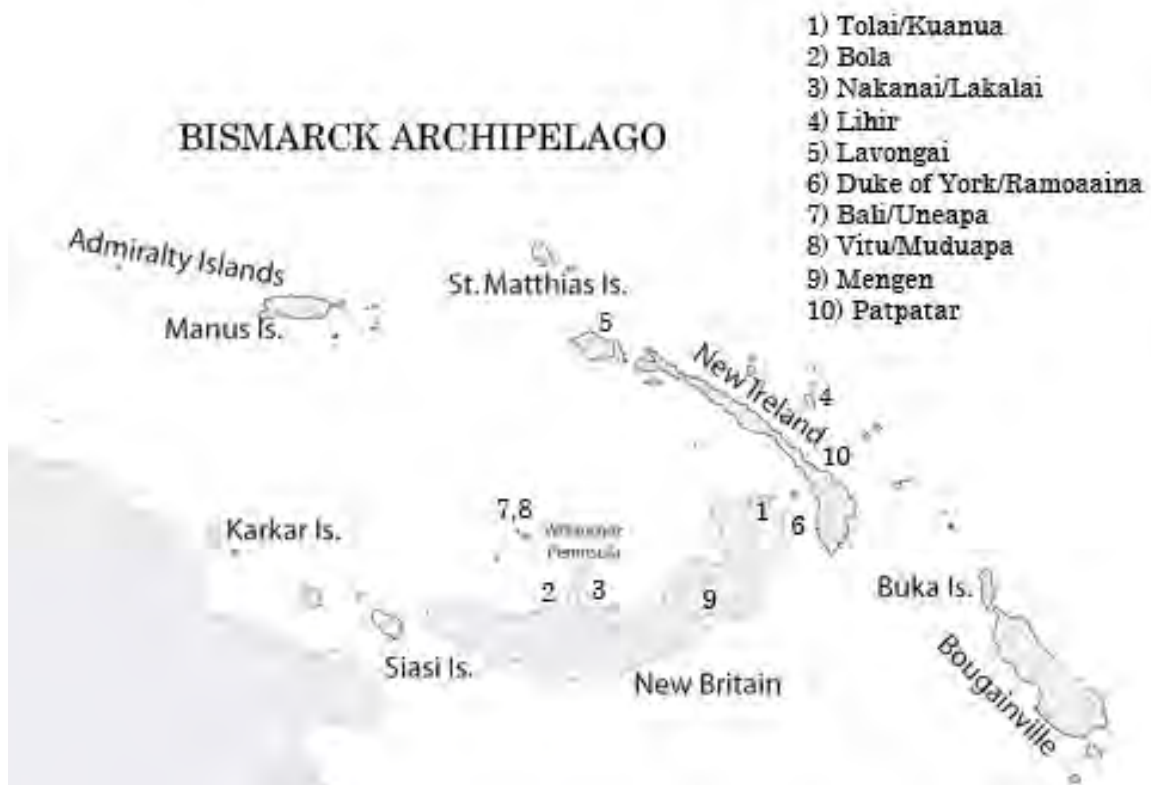 1) Tolai/Kuanua
2) Bola
3) Nakanai/Lakalai
4) Lihir
5) Lavongai
6) Duke of York/Ramoaaina
7) Bali/Uneapa
8) Vitu/Muduapa
9) Mengen
10) Patpatar
BISMARCK ARCHIPELAGO
Admiralty Islands
Manus Is.
St. Matthias Is.
5
New Ireland
4
10
7,8
Peninsula
1
6
Karkar Is.
2
3
9
Buka Is.
Siasi Is.
New Britain
Bougainville